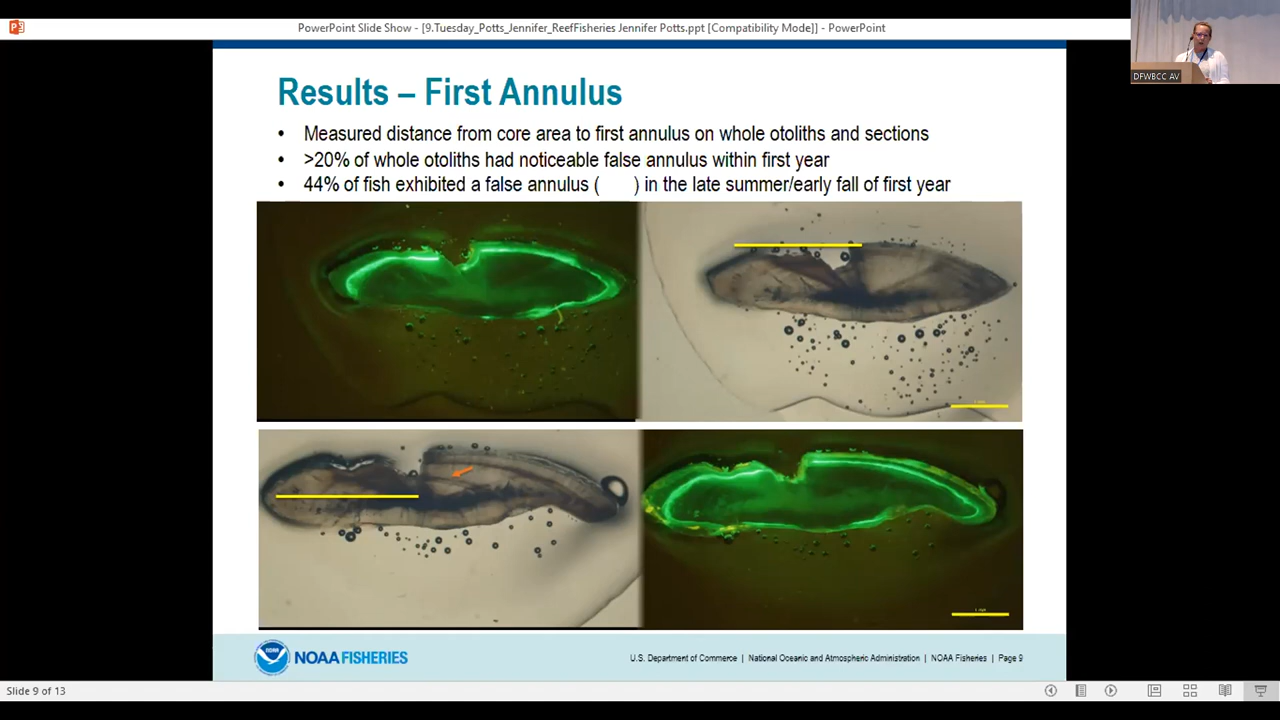 PowerPoint Slide Show - [9.Tuesday_Potts_Jennifer_ReefFisheries Jennifer Potts.ppt [Compatibility Mode]] - PowerPoint
DFWBCC AV
Results – First Annulus
• Measured distance from core area to first annulus on whole otoliths and sections
• >20% of whole otoliths had noticeable false annulus within first year
• 44% of fish exhibited a false annulus ( ) in the late summer/early fall of first year
NOAA FISHERIES
U.S. Department of Commerce | National Oceanic and Atmospheric Administration | NOAA Fisheries | Page 9
Slide 9 of 13